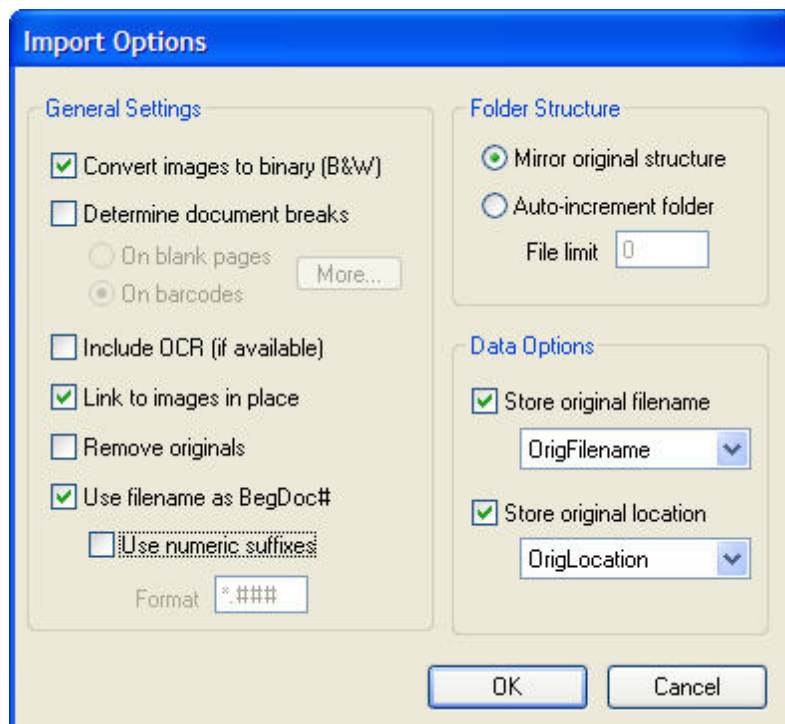 Import Options
General Settings
Convert images to binary (B&W)
Determine document breaks
On blank pages
More...
On barcodes
Include OCR (if available)
Link to images in place
Remove originals
Use filename as BegDoc#
Use numeric suffixes
Format *.###
Folder Structure
Mirror original structure
Auto-increment folder
File limit 0
Data Options
Store original filename
OrigFilename
Store original location
OrigLocation
OK Cancel